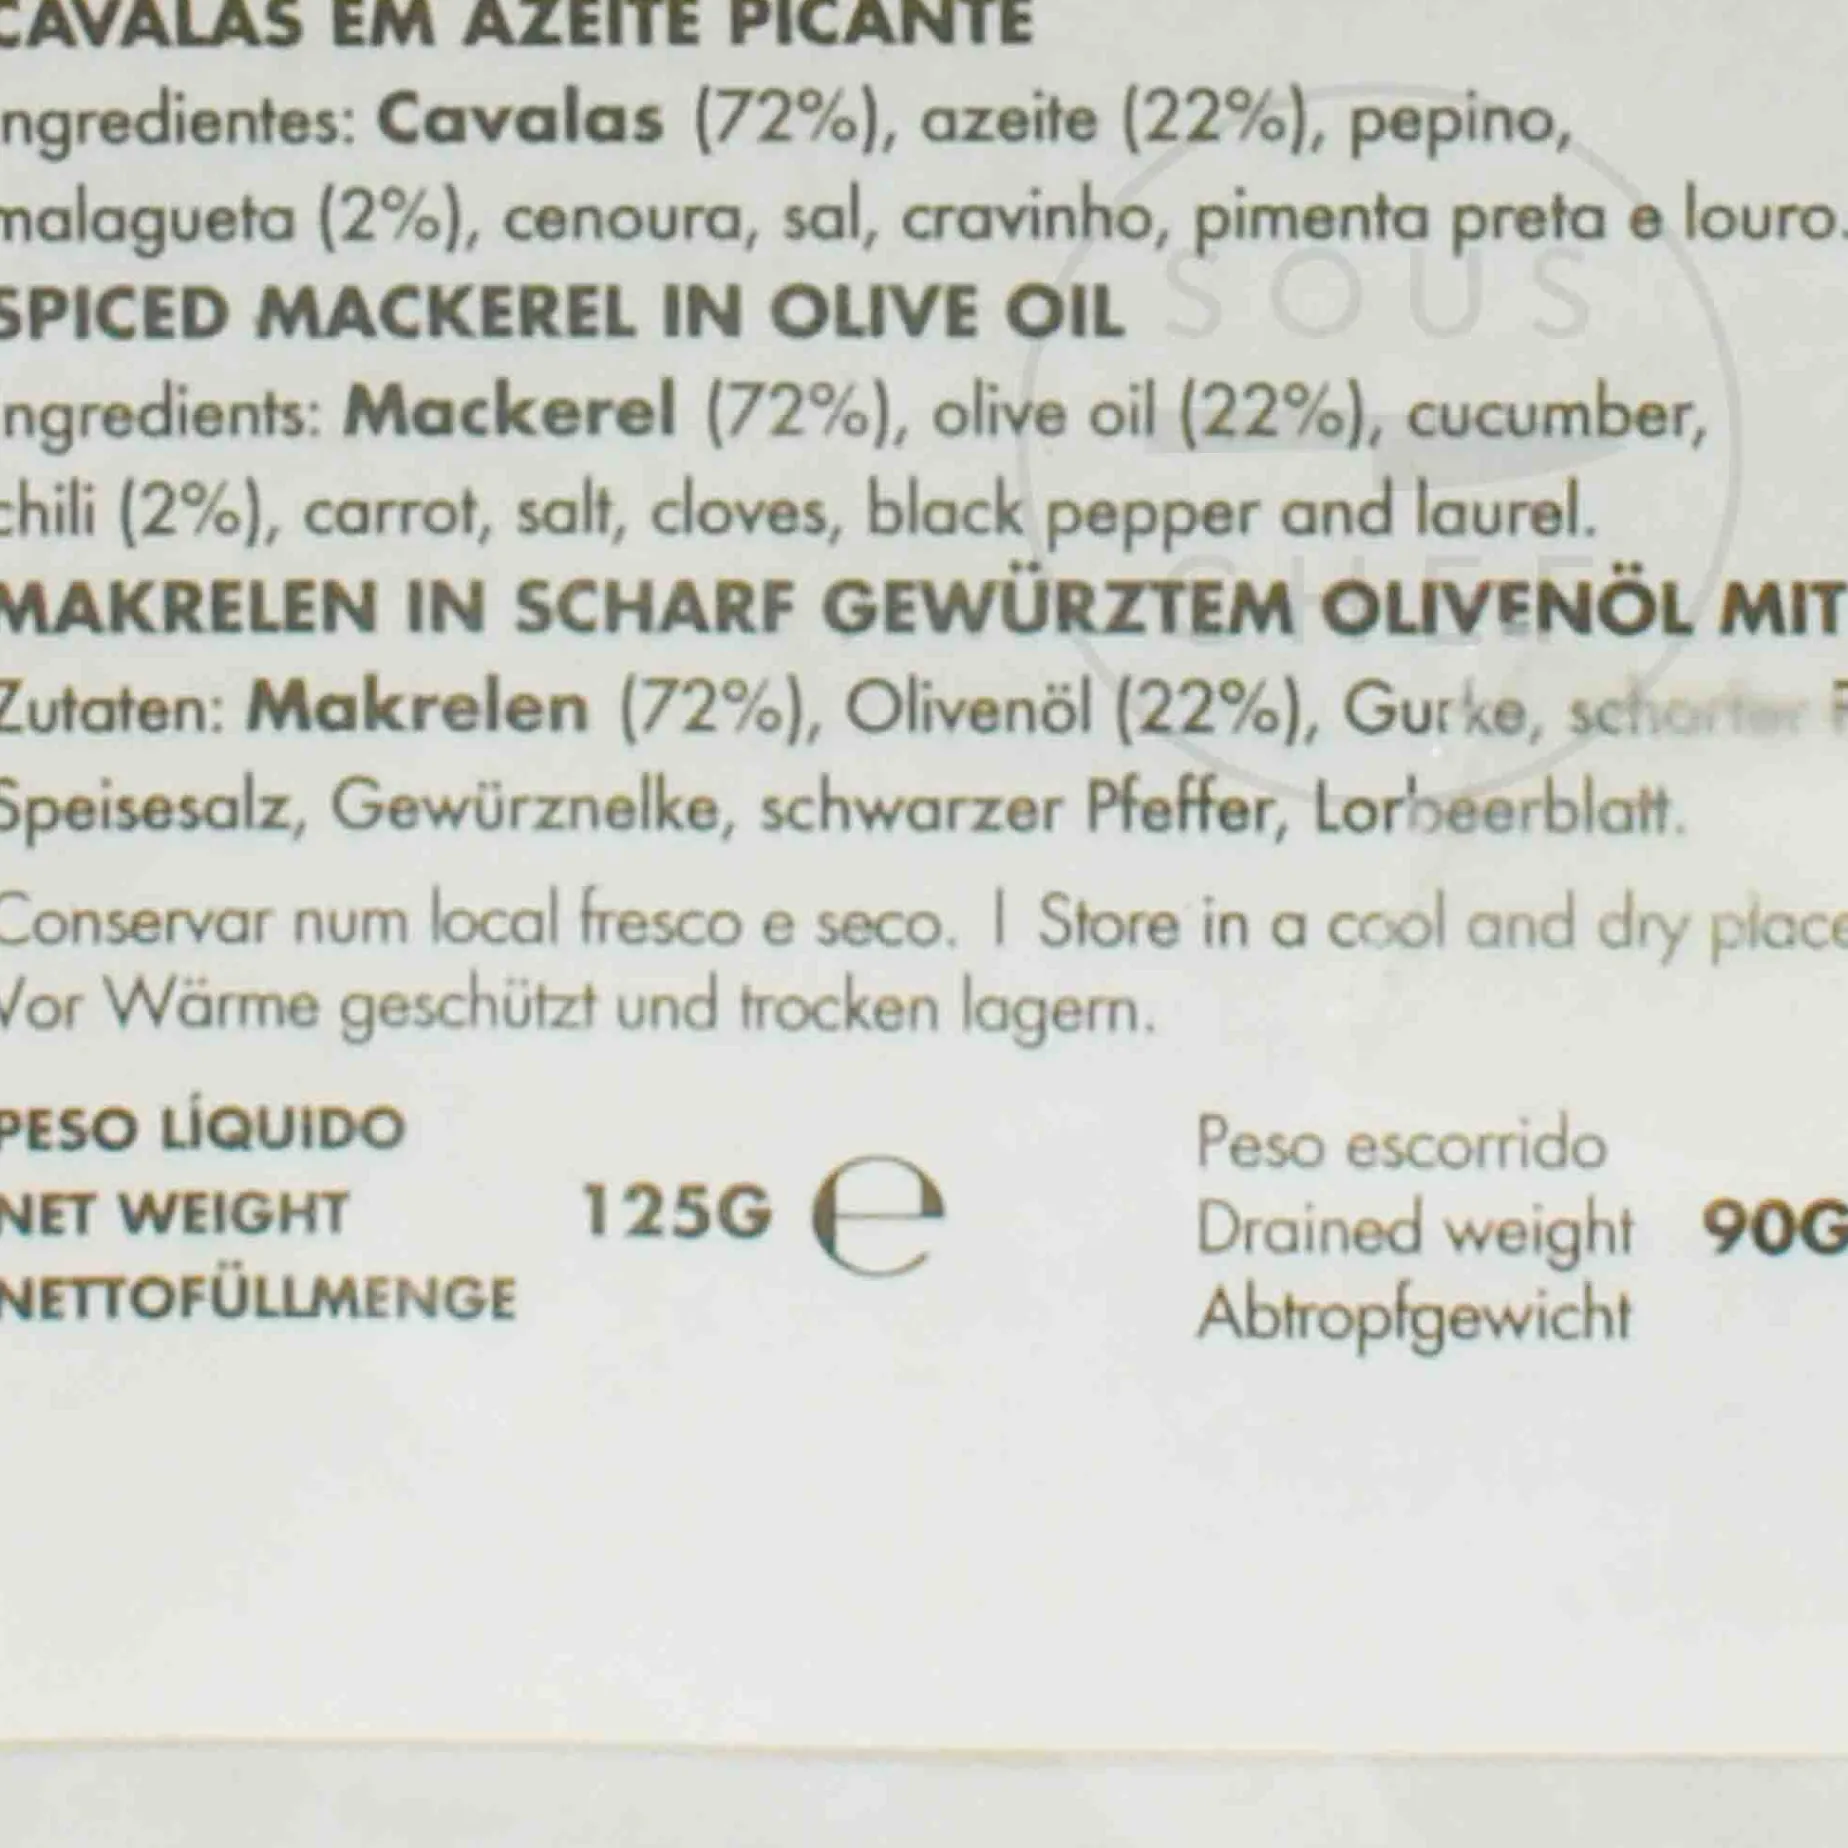 CAVALAS EM AZEITE PICANTE
ngredientes: Cavalas (72%), azeite (22%), pepino,
malagueta (2%), cenoura, sal, cravinho, pimenta preta e louro.
SOUS
SPICED MACKEREL IN OLIVE OIL
ngredients: Mackerel (72%), olive oil (22%), cucumber,
chili (2%), carrot, salt, cloves, black pepper and laurel.
CHEF
MAKRELEN IN SCHARF GEWÜRZTEM OLIVENÖL MIT
Zutaten: Makrelen (72%), Olivenöl (22%), Gurke, scharfer
Speisesalz, Gewürznelke, schwarzer Pfeffer, Lorbeerblatt.
Conservar num local fresco e seco. | Store in a cool and dry place
Vor Wärme geschützt und trocken lagern.
PESO LÍQUIDO
NET WEIGHT 125G e
NETTOFÜLLMENGE
Peso escorrido
Drained weight 90G
Abtropfgewicht